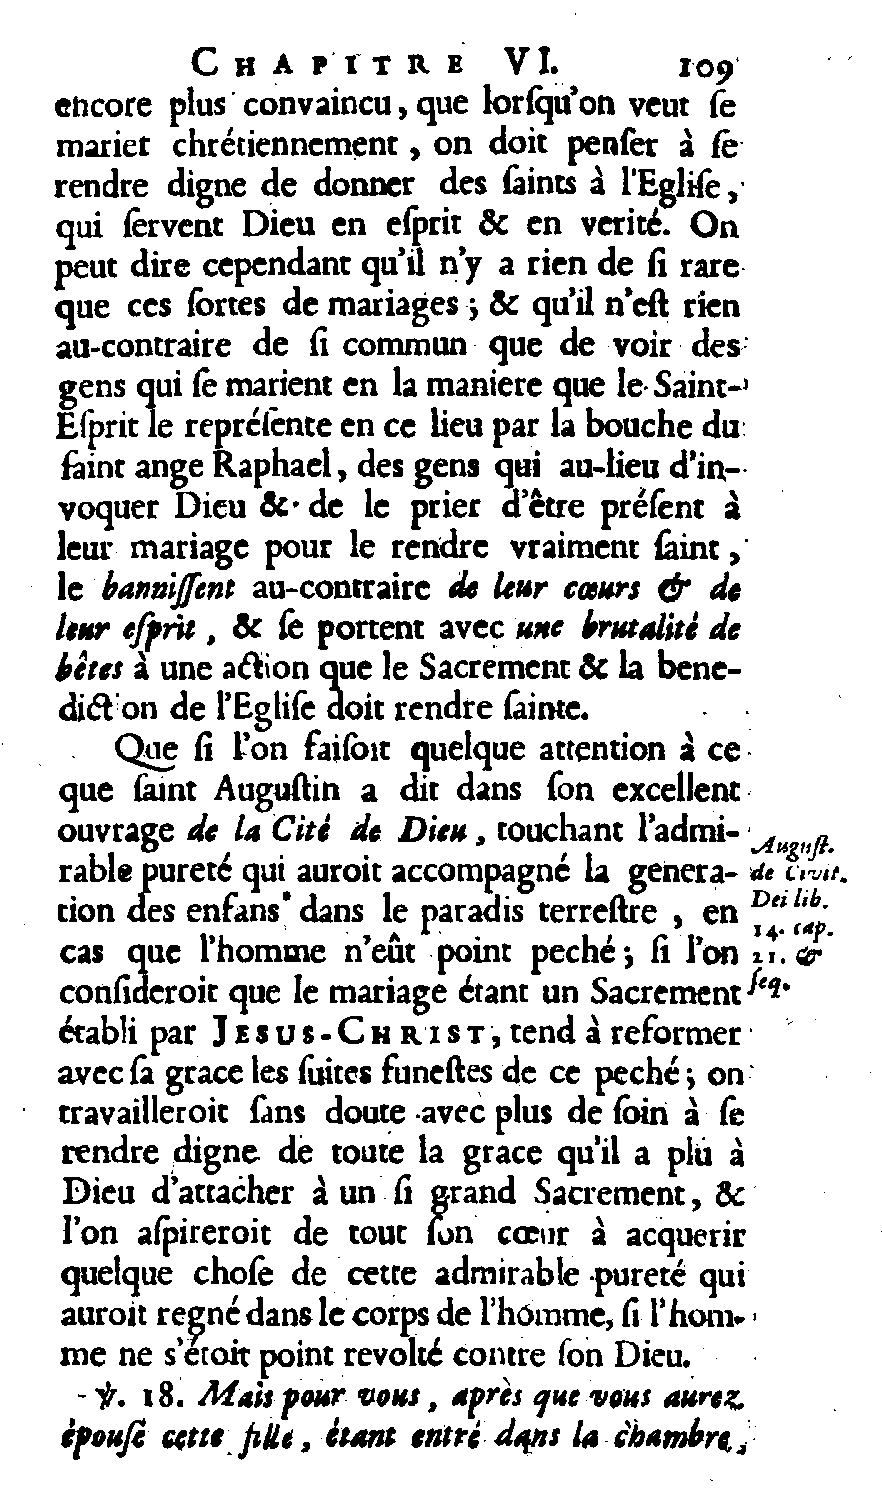 CHAPITRE VI. 109
encore plus convaincu, que lorſqu'on veut ſe
mariet chrétiennement, on doit penſer à ſe
rendre digne de donner des ſaints à l'Egliſe,
qui ſervent Dieu en eſprit & en verité. On
peut dire cependant qu'il n'y a rien de ſi rare
que ces ſortes de mariages; & qu'il n'eſt rien
au-contraire de ſi commun que de voir des
gens qui ſe marient en la maniere que le Saint-
Eſprit le repréſente en ce lieu par la bouche du
ſaint ange Raphael, des gens qui au-lieu d'in-
voquer Dieu & de le prier d'être préſent à
leur mariage pour le rendre vraiment ſaint,
le banniſſent au-contraire de leur cœurs & de
leur eſprit, & ſe portent avec une brutalité de
bêtes à une action que le Sacrement & la bene-
diction de l'Egliſe doit rendre ſainte.
Que ſi l'on faiſoit quelque attention à ce
que ſaint Auguſtin a dit dans ſon excellent
ouvrage de la Cité de Dieu, touchant l'admi-
rable pureté qui auroit accompagné la genera-
tion des enfans dans le paradis terreſtre, en
cas que l'homme n'eût point peché; ſi l'on
conſideroit que le mariage étant un Sacrement
établi par JESUS-CHRIST, tend à reformer
avec ſa grace les ſuites funeſtes de ce peché; on
travailleroit ſans doute avec plus de ſoin à ſe
rendre digne de toute la grace qu'il a plû à
Dieu d'attacher à un ſi grand Sacrement, &
l'on aſpireroit de tout ſon cœur à acquerir
quelque choſe de cette admirable pureté qui
auroit regné dans le corps de l'homme, ſi l'hom-
me ne s'étoit point revolté contre ſon Dieu.
℣. 18. Mais pour vous, après que vous aurez
épouſé cette fille, étant entré dans la chambre,
Auguſt.
de Civit.
Dei lib.
14. cap.
21. &
ſeq.